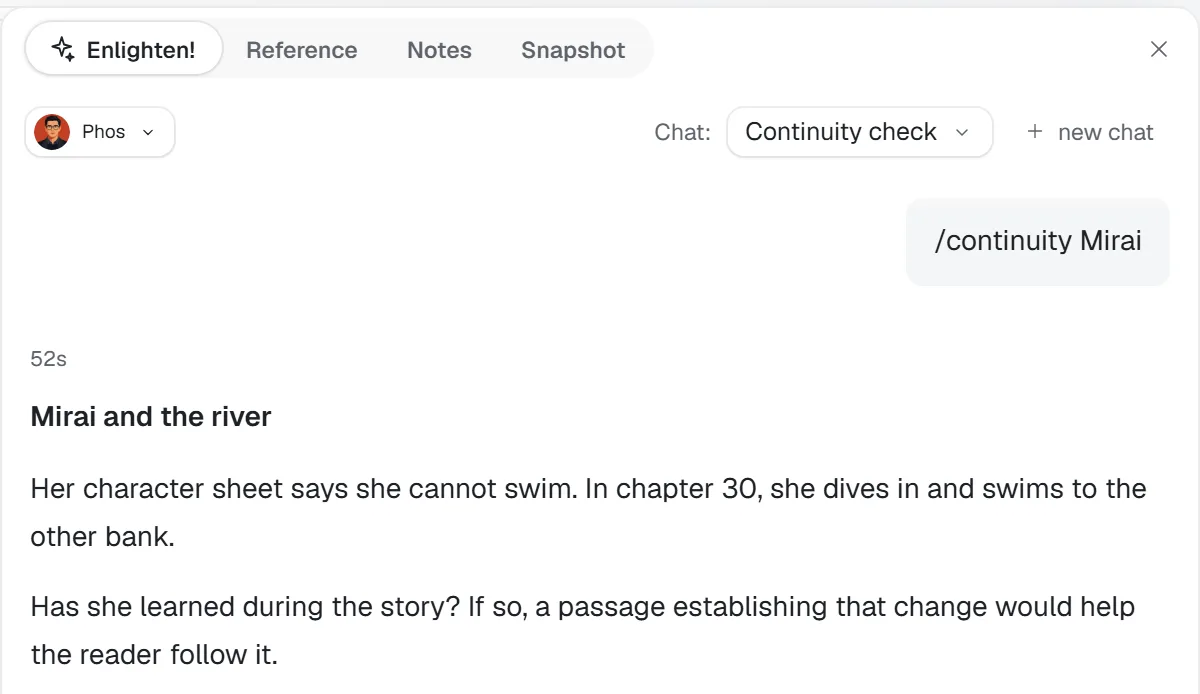 Enlighten! Reference Notes Snapshot
Phos Chat: Continuity check + new chat
/continuity Mirai
52s
Mirai and the river
Her character sheet says she cannot swim. In chapter 30, she dives in and swims to the
other bank.
Has she learned during the story? If so, a passage establishing that change would help
the reader follow it.